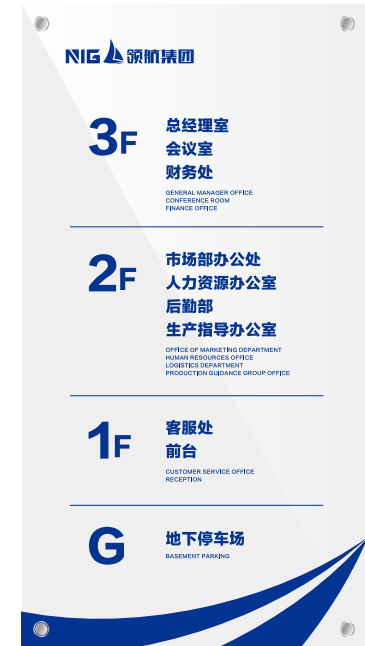 NIG 领航集团
3F
总经理室
会议室
财务处
GENERAL MANAGER OFFICE
CONFERENCE ROOM
FINANCE OFFICE
2F
市场部办公处
人力资源办公室
后勤部
生产指导办公室
OFFICE OF MARKETING DEPARTMENT
HUMAN RESOURCES OFFICE
LOGISTICS DEPARTMENT
PRODUCTION GUIDANCE GROUP OFFICE
1F
客服处
前台
CUSTOMER SERVICE OFFICE
RECEPTION
G
地下停车场
BASEMENT PARKING